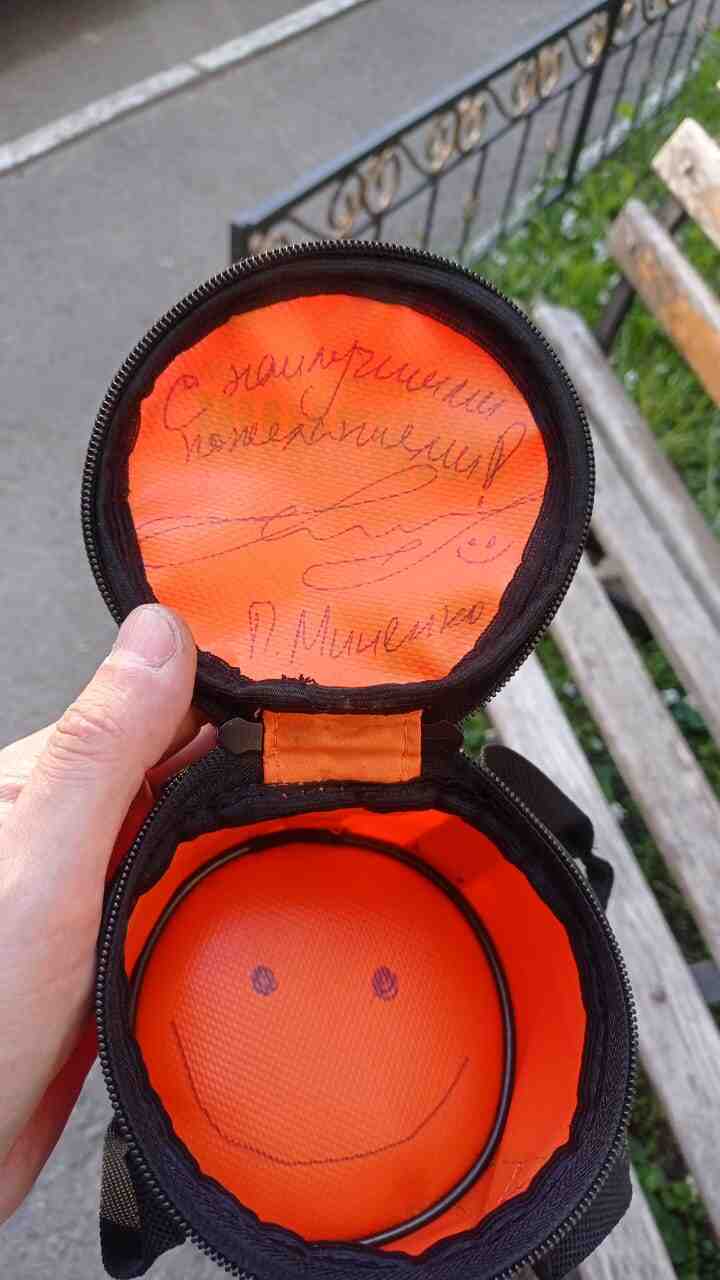 С наилучшими
пожеланиями
П. Миненко